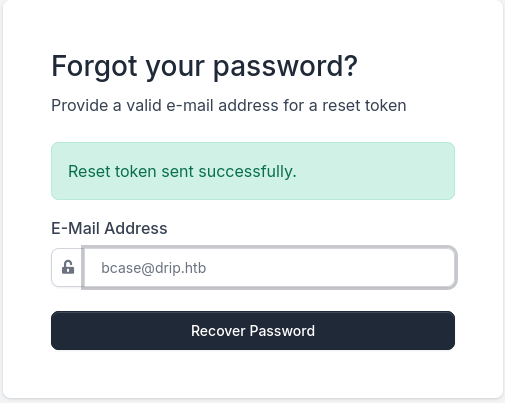 Forgot your password?
Provide a valid e-mail address for a reset token
Reset token sent successfully.
E-Mail Address
bcase@drip.htb
Recover Password